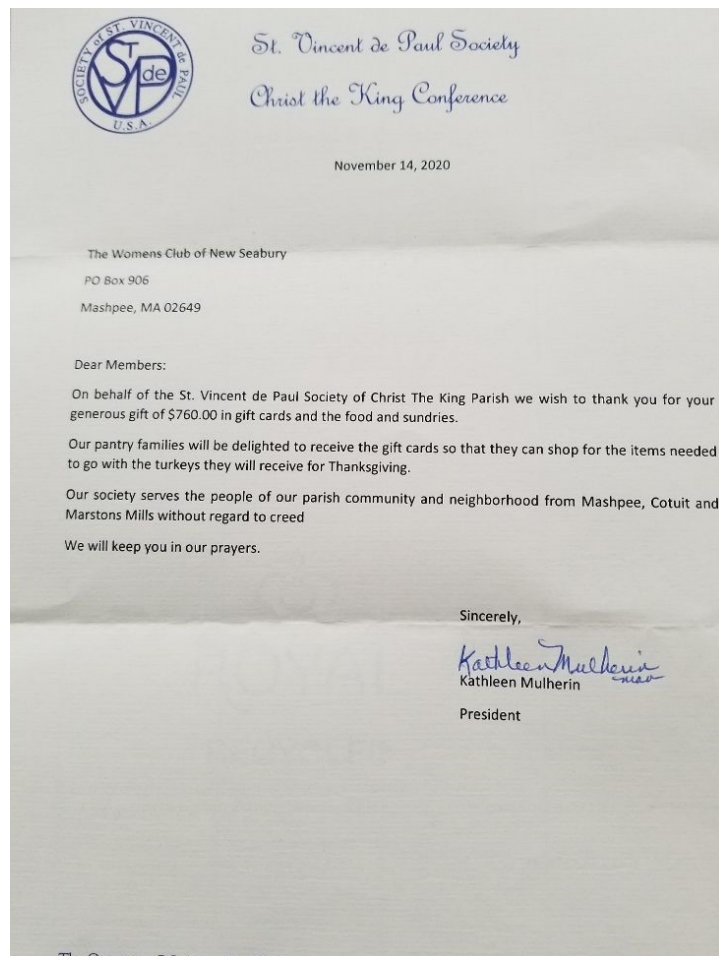 SOCIETY of ST. VINCENT de PAUL
ST
de
VP
U.S.A.
St. Vincent de Paul Society
Christ the King Conference
November 14, 2020
The Womens Club of New Seabury
PO Box 906
Mashpee, MA 02649
Dear Members:
On behalf of the St. Vincent de Paul Society of Christ The King Parish we wish to thank you for your
generous gift of $760.00 in gift cards and the food and sundries.
Our pantry families will be delighted to receive the gift cards so that they can shop for the items needed
to go with the turkeys they will receive for Thanksgiving.
Our society serves the people of our parish community and neighborhood from Mashpee, Cotuit and
Marstons Mills without regard to creed
We will keep you in our prayers.
Sincerely,
Kathleen Mulherin
Kathleen Mulherin
President